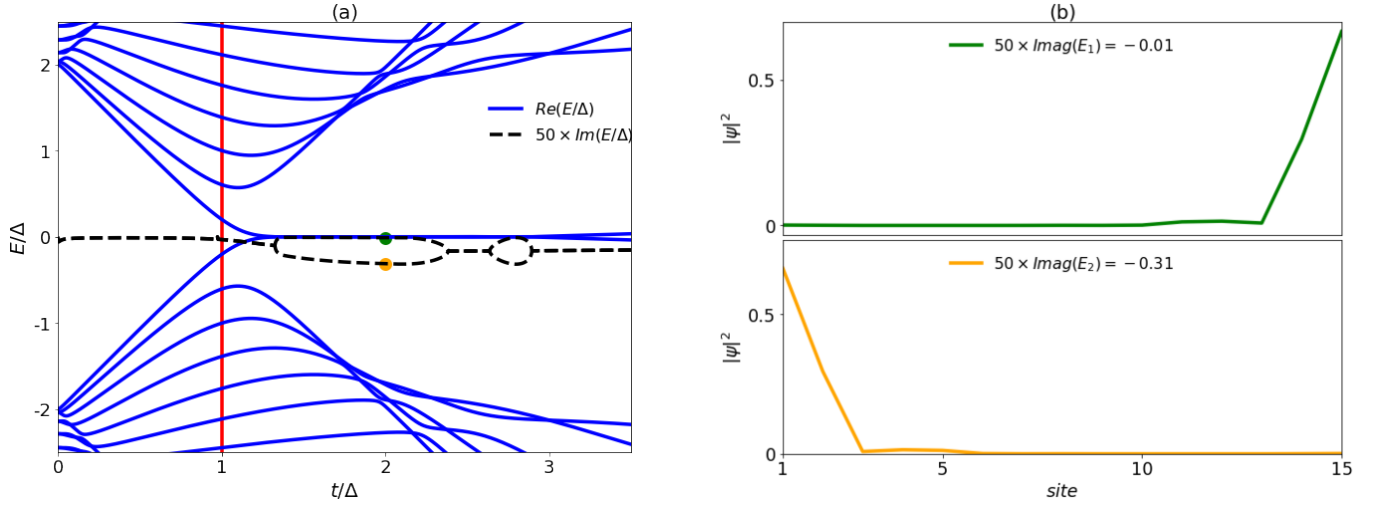 (a)
2
1
0
-1
-2
E/Δ
Re(E/Δ)
50 × Im(E/Δ)
0
1
2
3
t/Δ
(b)
0.5
0
|ψ|²
50 × Imag(E₁) = −0.01
0.5
0
|ψ|²
50 × Imag(E₂) = −0.31
1
5
10
15
site